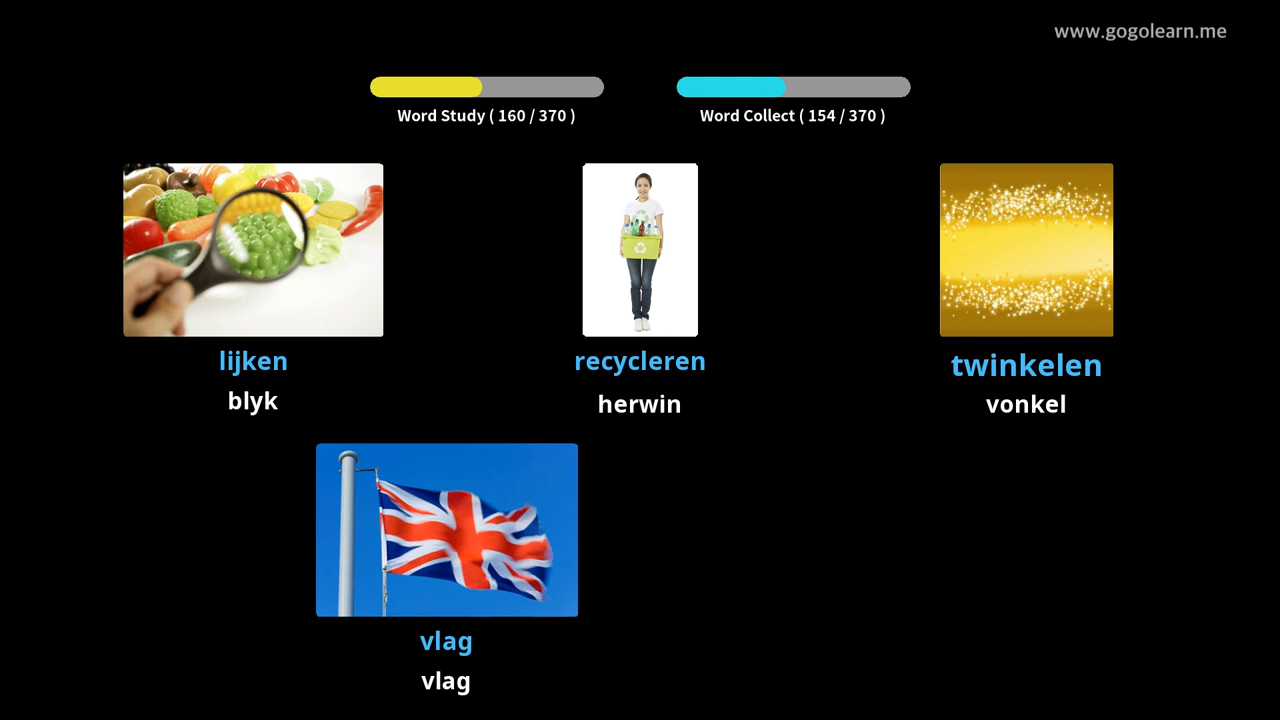 www.gogolearn.me
Word Study ( 160 / 370 )
Word Collect ( 154 / 370 )
lijken
blyk
recycleren
herwin
twinkelen
vonkel
vlag
vlag